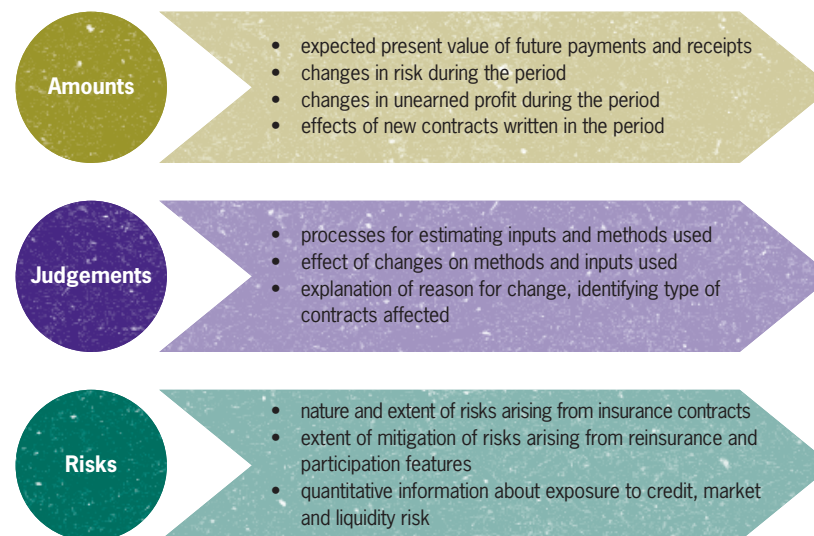 Amounts
• expected present value of future payments and receipts
• changes in risk during the period
• changes in unearned profit during the period
• effects of new contracts written in the period
Judgements
• processes for estimating inputs and methods used
• effect of changes on methods and inputs used
• explanation of reason for change, identifying type of
contracts affected
Risks
• nature and extent of risks arising from insurance contracts
• extent of mitigation of risks arising from reinsurance and
participation features
• quantitative information about exposure to credit, market
and liquidity risk